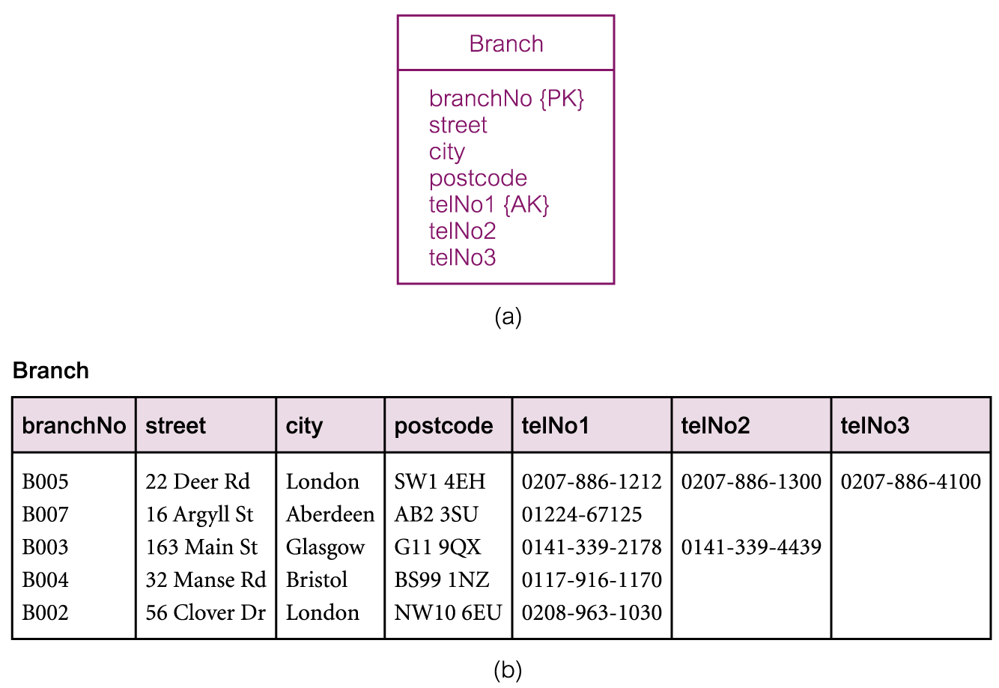 Branch
branchNo {PK}
street
city
postcode
telNo1 {AK}
telNo2
telNo3
(a)
Branch
branchNo street city postcode telNo1 telNo2 telNo3
B005 22 Deer Rd London SW1 4EH 0207-886-1212 0207-886-1300 0207-886-4100
B007 16 Argyll St Aberdeen AB2 3SU 01224-67125
B003 163 Main St Glasgow G11 9QX 0141-339-2178 0141-339-4439
B004 32 Manse Rd Bristol BS99 1NZ 0117-916-1170
B002 56 Clover Dr London NW10 6EU 0208-963-1030
(b)